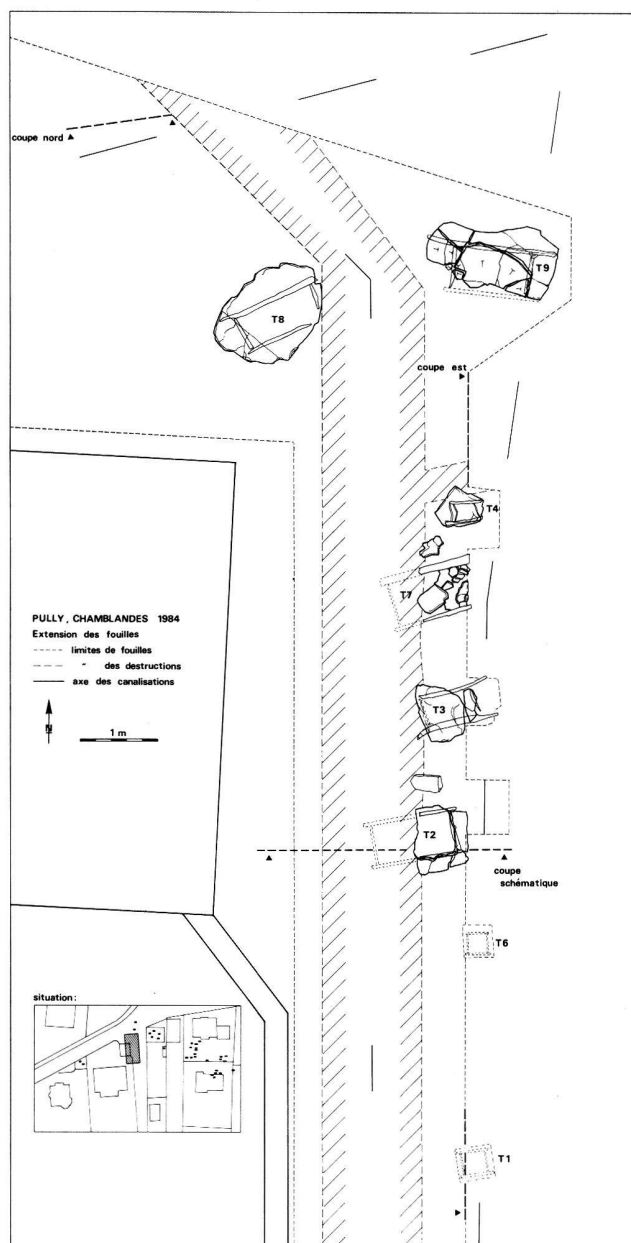 coupe nord
T9
T8
coupe est
T4
T7
PULLY, CHAMBLANDES 1984
Extension des fouilles
limites de fouilles
" des destructions
axe des canalisations
N
1 m
T3
T2
coupe
schématique
T6
situation:
T1